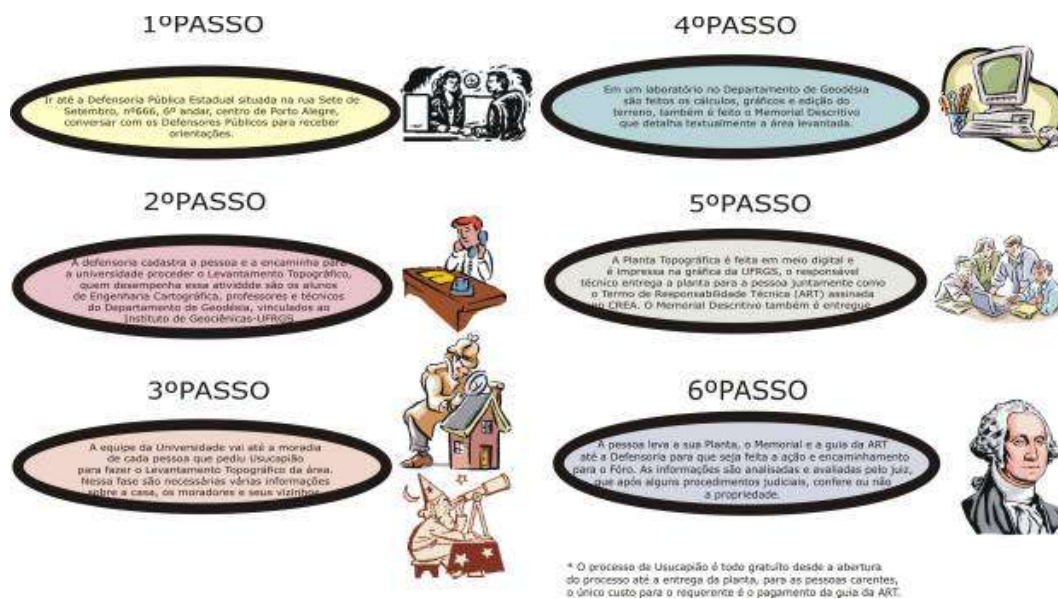 1ºPASSO
Ir até a Defensoria Pública Estadual situada na rua Sete de
Setembro, nº666, 6º andar, centro de Porto Alegre,
conversar com os Defensores Públicos para receber
orientações.
2ºPASSO
A defensoria cadastra a pessoa e a encaminha para
a universidade proceder o Levantamento Topográfico,
quem desempenha essa atividdde são os alunos
de Engenharia Cartográfica, professores e técnicos
do Departamento de Geodésia, vinculados ao
Instituto de Geociênicas-UFRGS
3ºPASSO
A equipe da Universidade vai até a moradia
de cada pessoa que pediu Usucapião
para fazer o Levantamento Topográfico da área.
Nessa fase são necessárias várias informações
sobre a casa, os moradores e seus vizinhos
4ºPASSO
Em um laboratório no Departamento de Geodésia
são feitos os cálculos, gráficos e edição do
terreno, também é feito o Memorial Descritivo
que detalha textualmente a área levantada.
5ºPASSO
A Planta Topográfica é feita em meio digital e
é impressa na gráfica da UFRGS, o responsável
técnico entrega a planta para a pessoa juntamente como
o Termo de Responsabilidade Técnica (ART) assinada
no CREA. O Memorial Descritivo também é entregue
6ºPASSO
A pessoa leva a sua Planta, o Memorial e a guia da ART
até a Defensoria para que seja feita a ação e encaminhamento
para o Fóro. As informações são analisadas e avaliadas pelo juiz,
que após alguns procedimentos judiciais, confere ou não
a propriedade.
* O processo de Usucapião é todo gratuíto desde a abertura
do processo até a entrega da planta, para as pessoas carentes,
o único custo para o requerente é o pagamento da guia da ART.